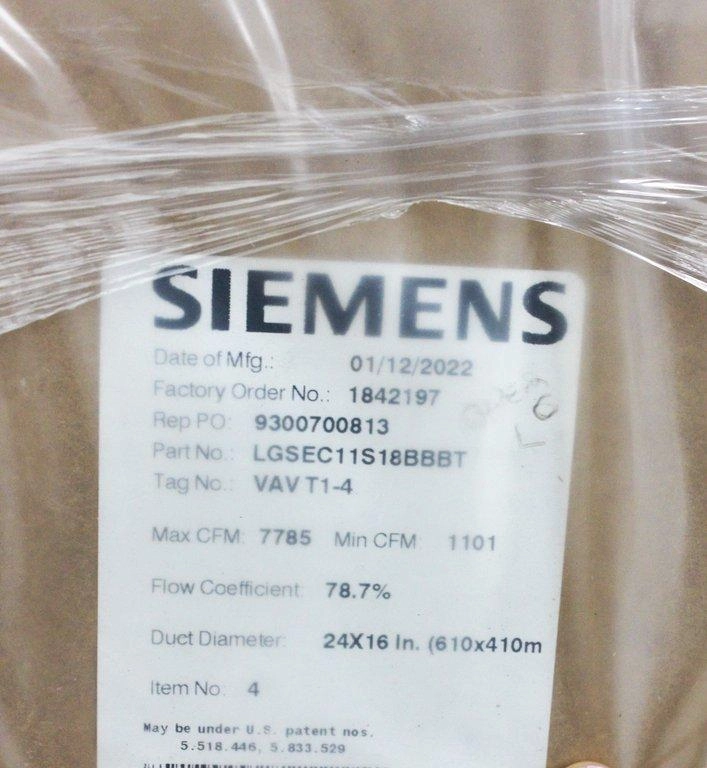 SIEMENS
Date of Mfg.: 01/12/2022
Factory Order No.: 1842197
Rep PO: 9300700813
Part No.: LGSEC11S18BBBT
Tag No.: VAV T1-4
Max CFM: 7785 Min CFM 1101
Flow Coefficient: 78.7%
Duct Diameter: 24X16 In. (610x410m
Item No: 4
May be under U.S. patent nos.
5.518.446, 5.833.529